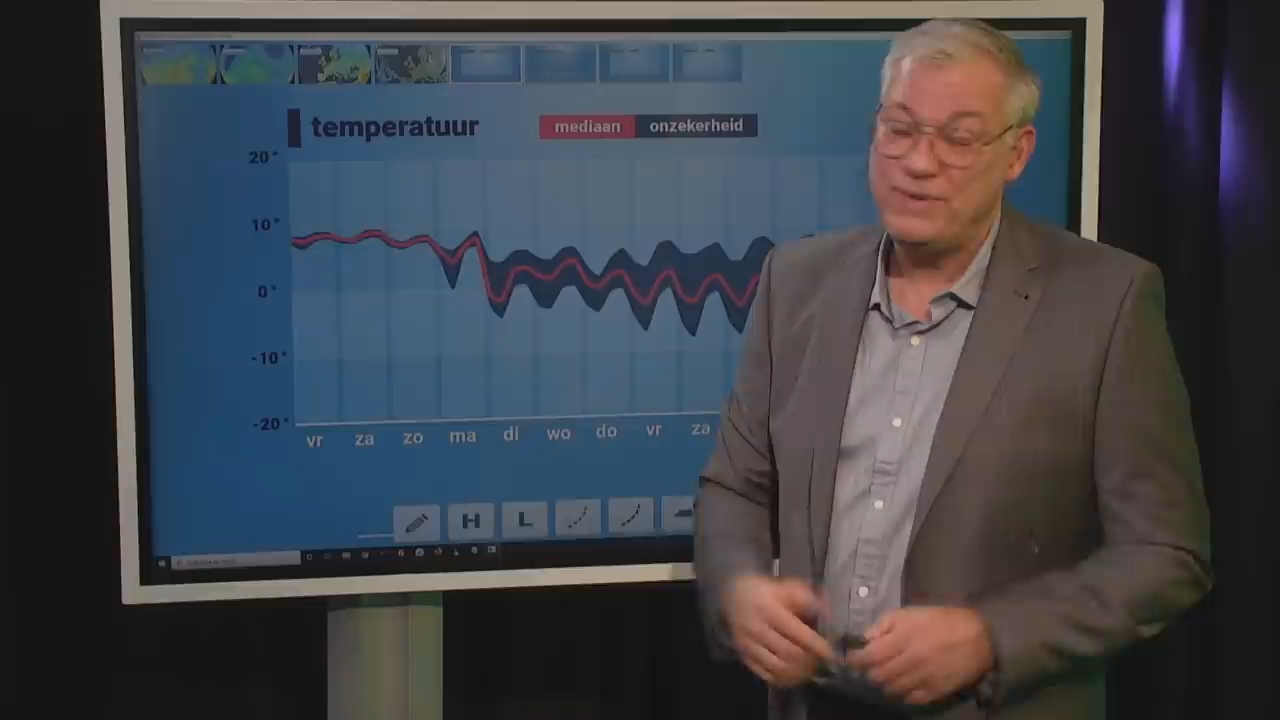 temperatuur
mediaan onzekerheid
20°
10°
0°
-10°
-20°
vr za zo ma di wo do vr za
H L